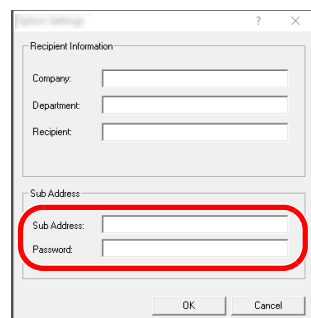 ?
Recipient Information
Company:
Department:
Recipient:
Sub Address
Sub Address:
Password:
OK Cancel